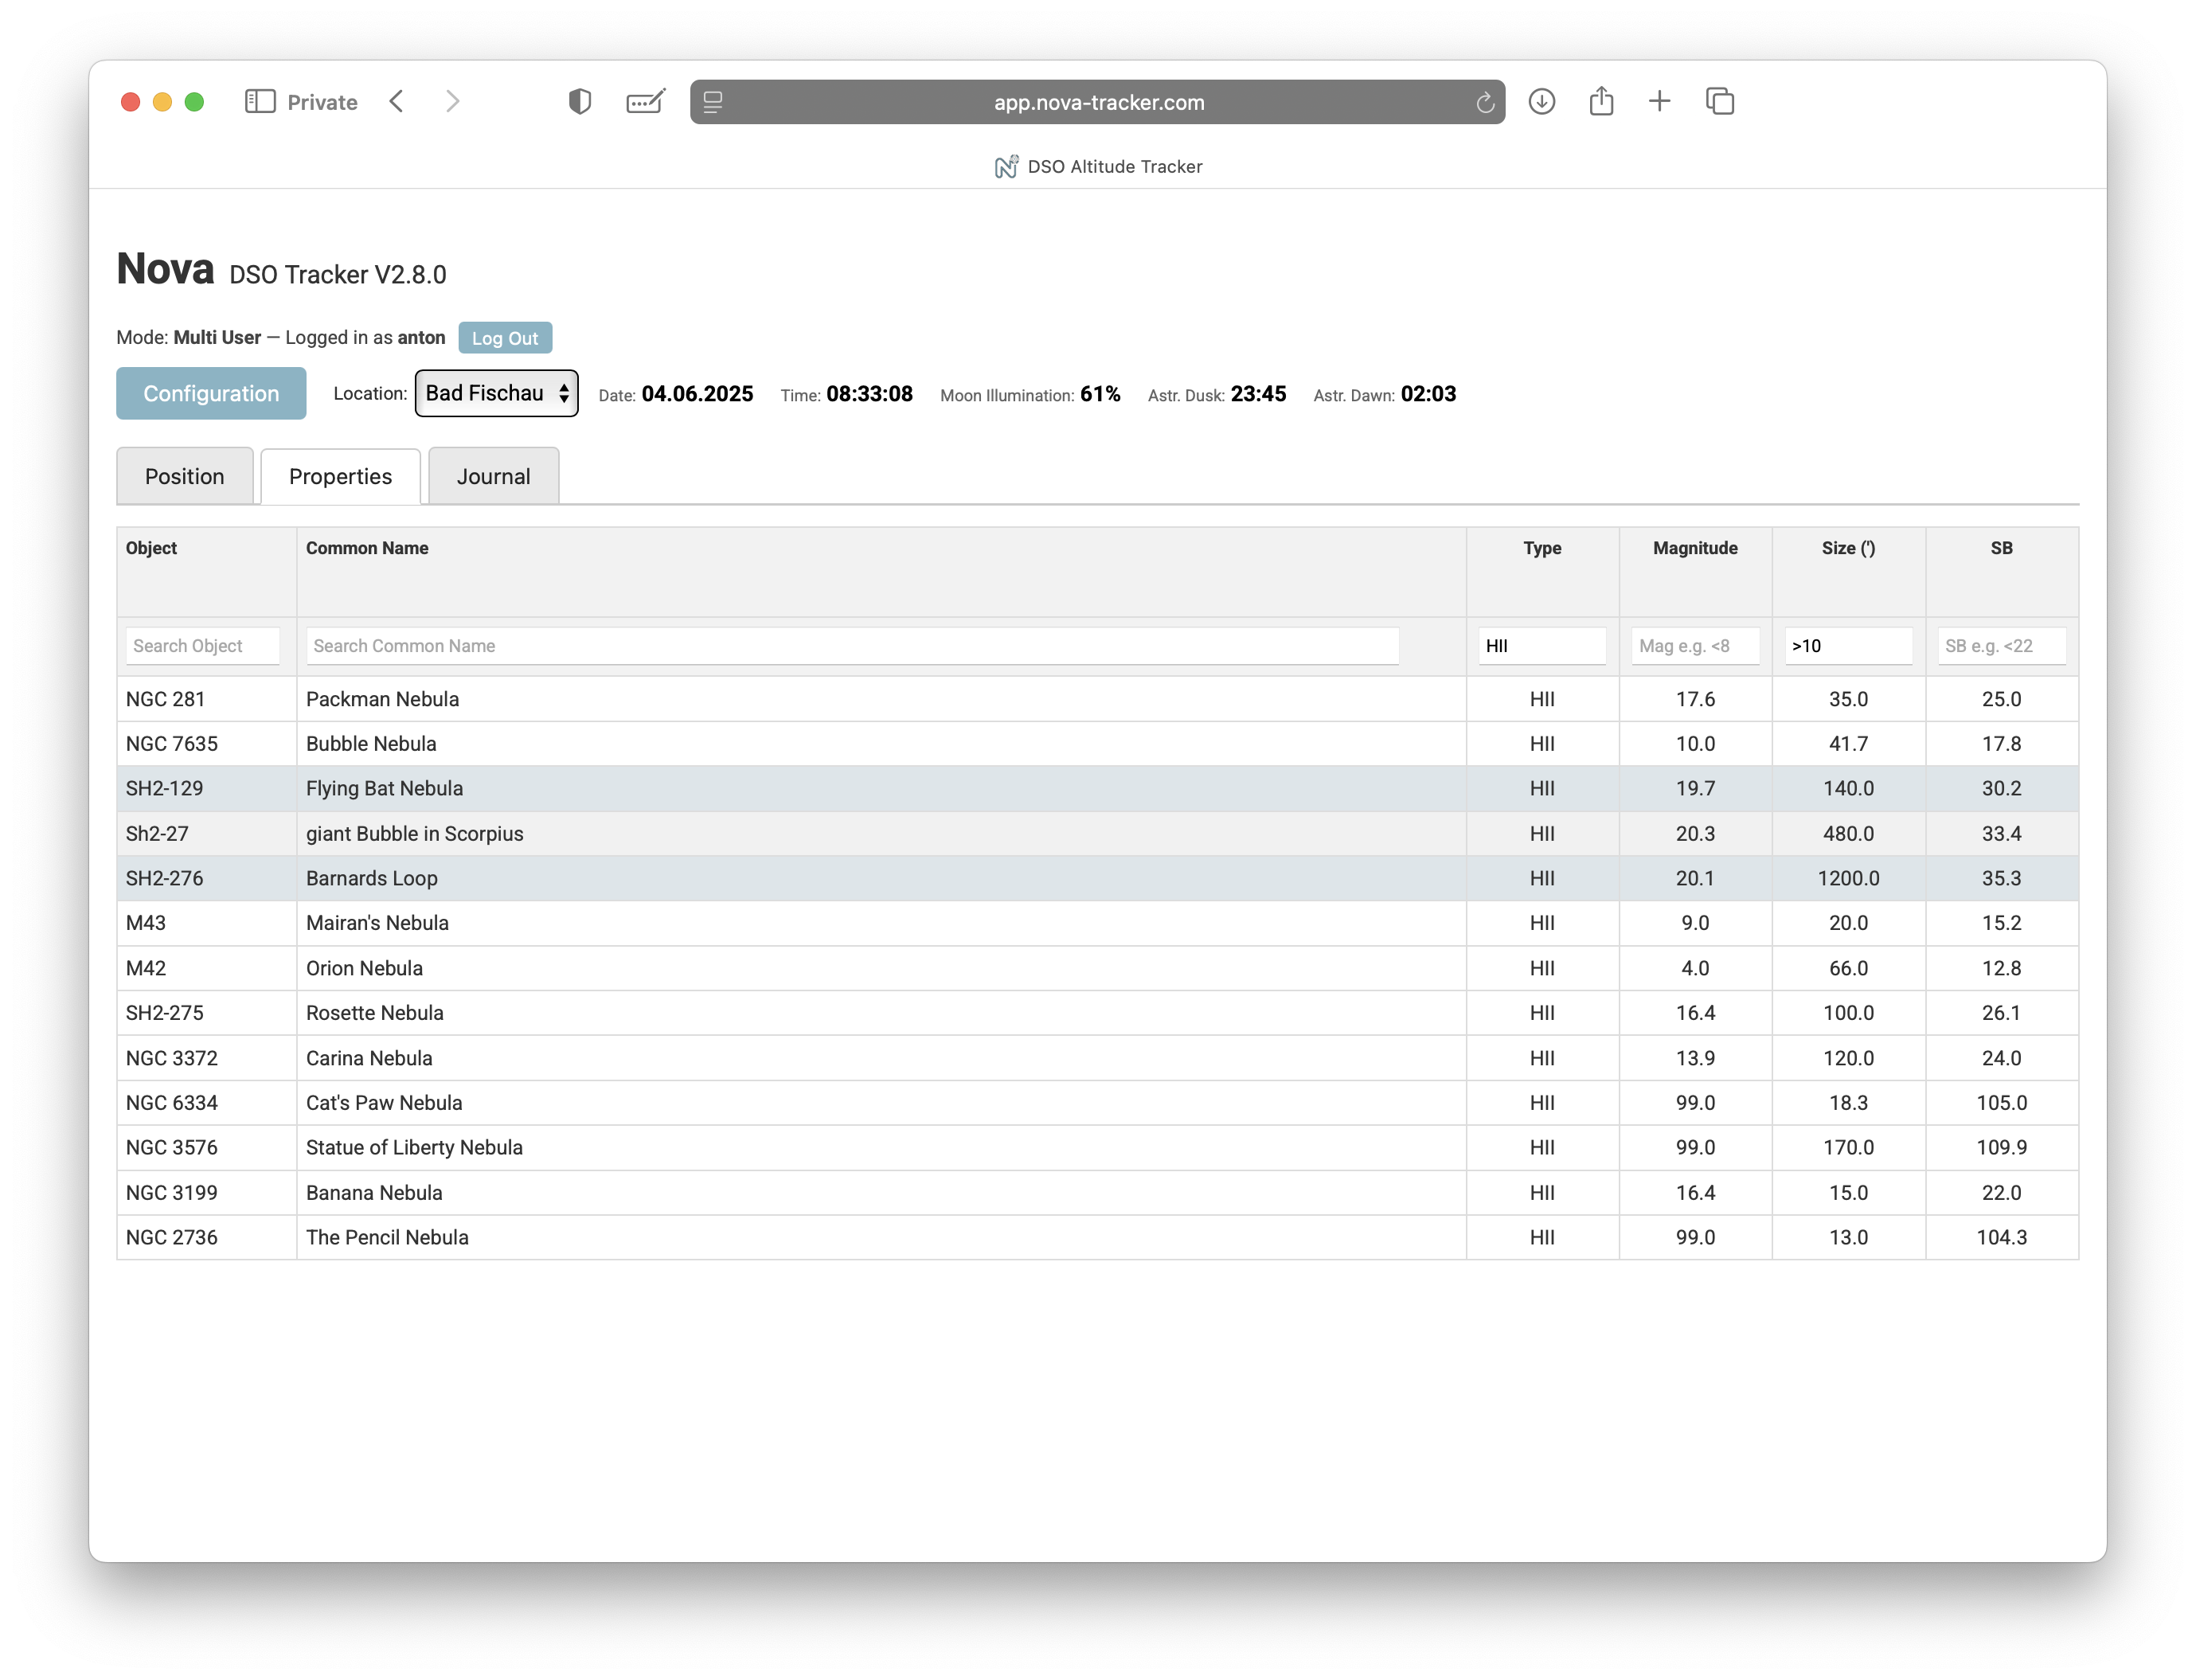 Private
app.nova-tracker.com
DSO Altitude Tracker
Nova DSO Tracker V2.8.0
Mode: Multi User — Logged in as anton Log Out
Configuration Location: Bad Fischau Date: 04.06.2025 Time: 08:33:08 Moon Illumination: 61% Astr. Dusk: 23:45 Astr. Dawn: 02:03
Position Properties Journal
Object Common Name Type Magnitude Size (') SB
Search Object Search Common Name HII Mag e.g. <8 >10 SB e.g. <22
NGC 281 Packman Nebula HII 17.6 35.0 25.0
NGC 7635 Bubble Nebula HII 10.0 41.7 17.8
SH2-129 Flying Bat Nebula HII 19.7 140.0 30.2
Sh2-27 giant Bubble in Scorpius HII 20.3 480.0 33.4
SH2-276 Barnards Loop HII 20.1 1200.0 35.3
M43 Mairan's Nebula HII 9.0 20.0 15.2
M42 Orion Nebula HII 4.0 66.0 12.8
SH2-275 Rosette Nebula HII 16.4 100.0 26.1
NGC 3372 Carina Nebula HII 13.9 120.0 24.0
NGC 6334 Cat's Paw Nebula HII 99.0 18.3 105.0
NGC 3576 Statue of Liberty Nebula HII 99.0 170.0 109.9
NGC 3199 Banana Nebula HII 16.4 15.0 22.0
NGC 2736 The Pencil Nebula HII 99.0 13.0 104.3